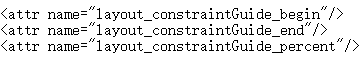 <attr name="layout_constraintGuide_begin"/>
<attr name="layout_constraintGuide_end"/>
<attr name="layout_constraintGuide_percent"/>